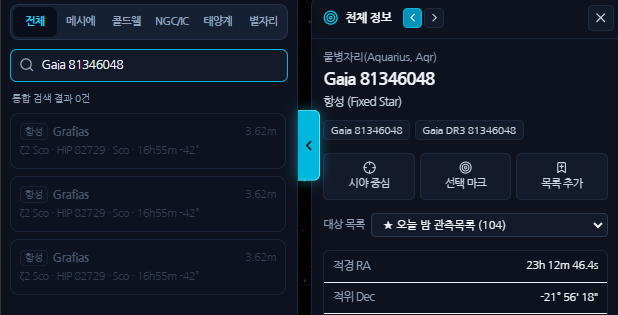 전체 메시에 콜드웰 NGC/IC 태양계 별자리
Gaia 81346048
통합 검색 결과 0건
항성 Grafias 3.62m
ζ2 Sco · HIP 82729 · Sco · 16h55m -42°
항성 Grafias 3.62m
ζ2 Sco · HIP 82729 · Sco · 16h55m -42°
항성 Grafias 3.62m
ζ2 Sco · HIP 82729 · Sco · 16h55m -42°
천체 정보
물병자리(Aquarius, Aqr)
Gaia 81346048
항성 (Fixed Star)
Gaia 81346048 Gaia DR3 81346048
시야 중심 선택 마크 목록 추가
대상 목록 ★ 오늘 밤 관측목록 (104)
적경 RA 23h 12m 46.4s
적위 Dec -21° 56' 18"